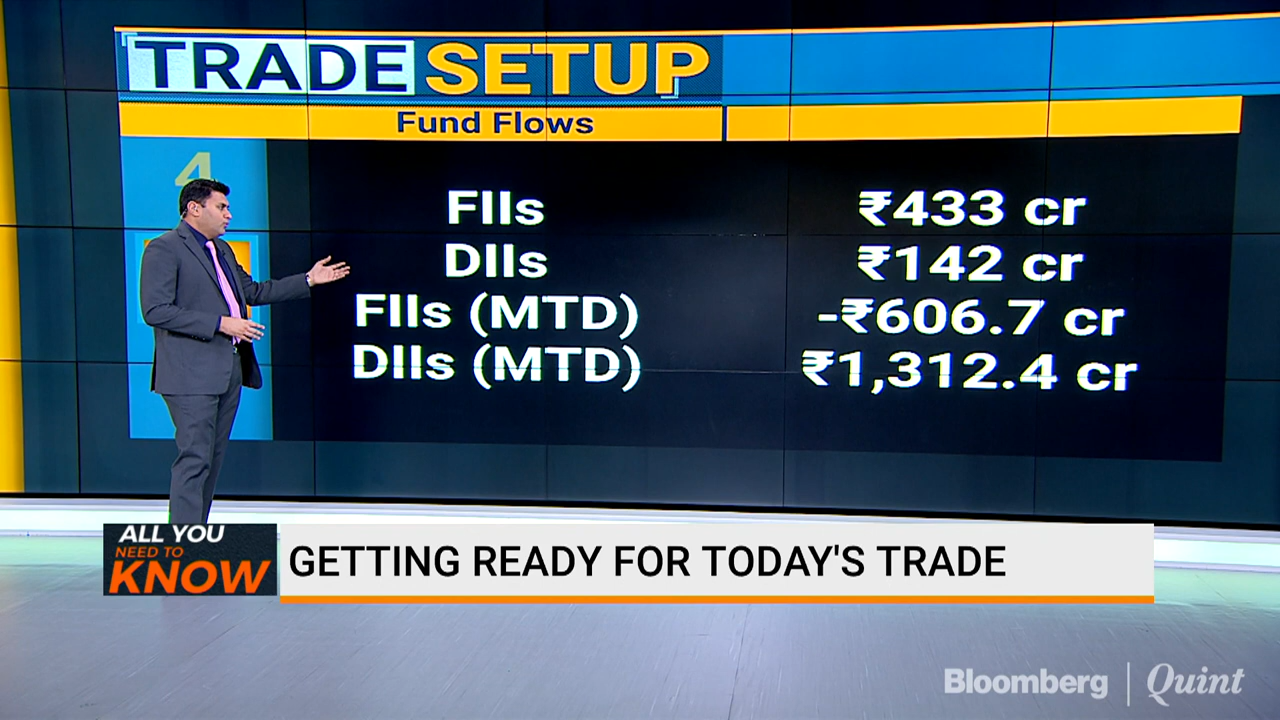 TRADE SETUP
Fund Flows
4
FIIs ₹433 cr
DIIs ₹142 cr
FIIs (MTD) -₹606.7 cr
DIIs (MTD) ₹1,312.4 cr
ALL YOU
NEED TO
KNOW
GETTING READY FOR TODAY'S TRADE
Bloomberg | Quint